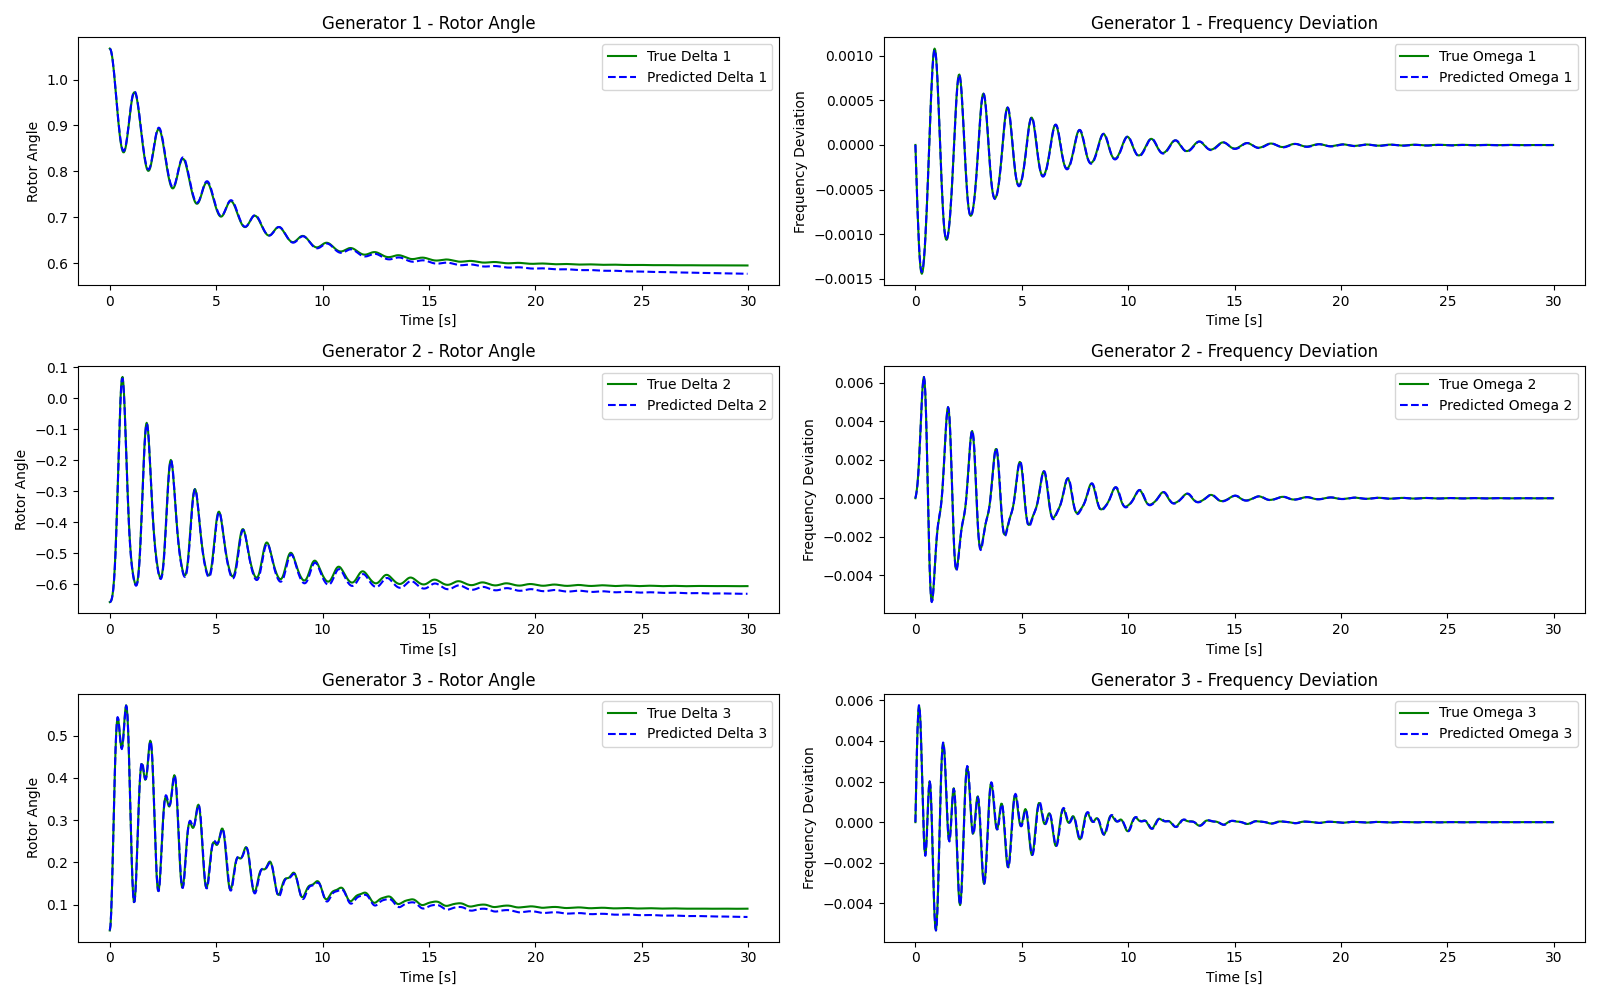 Generator 1 - Rotor Angle
True Delta 1
Predicted Delta 1
Rotor Angle
1.0
0.9
0.8
0.7
0.6
0 5 10 15 20 25 30
Time [s]
Generator 1 - Frequency Deviation
True Omega 1
Predicted Omega 1
Frequency Deviation
0.0010
0.0005
0.0000
−0.0005
−0.0010
−0.0015
0 5 10 15 20 25 30
Time [s]
Generator 2 - Rotor Angle
True Delta 2
Predicted Delta 2
Rotor Angle
0.1
0.0
−0.1
−0.2
−0.3
−0.4
−0.5
−0.6
0 5 10 15 20 25 30
Time [s]
Generator 2 - Frequency Deviation
True Omega 2
Predicted Omega 2
Frequency Deviation
0.006
0.004
0.002
0.000
−0.002
−0.004
0 5 10 15 20 25 30
Time [s]
Generator 3 - Rotor Angle
True Delta 3
Predicted Delta 3
Rotor Angle
0.5
0.4
0.3
0.2
0.1
0 5 10 15 20 25 30
Time [s]
Generator 3 - Frequency Deviation
True Omega 3
Predicted Omega 3
Frequency Deviation
0.006
0.004
0.002
0.000
−0.002
−0.004
0 5 10 15 20 25 30
Time [s]